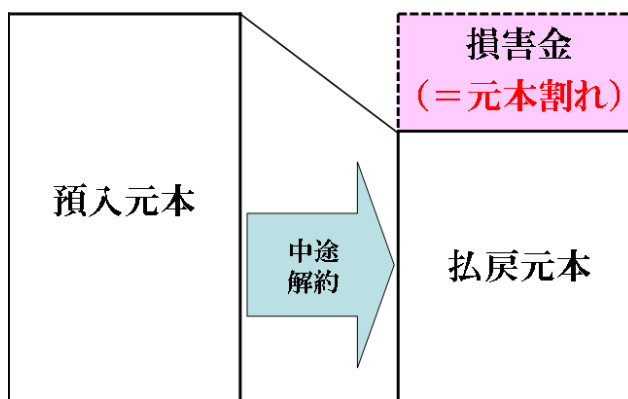 預入元本
中途
解約
損害金
（＝元本割れ）
払戻元本